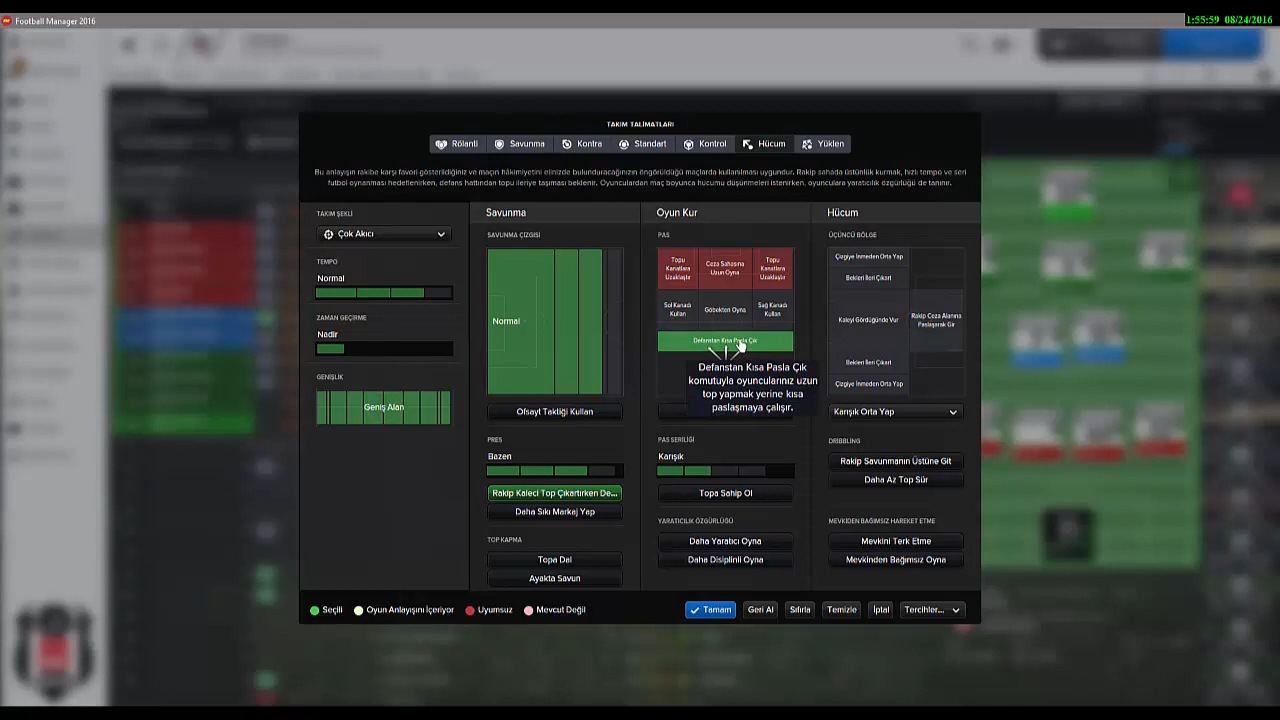 Football Manager 2016
1:55:59 08/24/2016
TAKIM TALİMATLARI
Rölanti
Savunma
Kontra
Standart
Kontrol
Hücum
Yüklen
Bu anlayışın rakibe karşı favori gösterildiğiniz ve maçın hâkimiyetini elinizde bulunduracağınızın öngörüldüğü maçlarda kullanılması uygundur. Rakip sahada üstünlük kurmak, hızlı tempo ve seri
futbol oynanması hedeflenirken, defans hattından topu ileriye taşıması beklenir. Oyunculardan maç boyunca hücumu düşünmeleri istenirken, oyunculara yaratıcılık özgürlüğü de tanınır.
TAKIM ŞEKLİ
Çok Akıcı
TEMPO
Normal
ZAMAN GEÇİRME
Nadir
GENİŞLİK
Geniş Alan
Savunma
SAVUNMA ÇİZGİSİ
Normal
Ofsayt Taktiği Kullan
PRES
Bazen
Rakip Kaleci Top Çıkartırken De...
Daha Sıkı Markaj Yap
TOP KAPMA
Topa Dal
Ayakta Savun
Oyun Kur
PAS
Topu
Kanatlara
Uzaklaştır
Ceza Sahasına
Uzun Oyna
Topu
Kanatlara
Uzaklaştır
Sol Kanadı
Kullan
Göbekten Oyna
Sağ Kanadı
Kullan
Defanstan Kısa Pasla Çık
Defanstan Kısa Pasla Çık
komutuyla oyuncularınız uzun
top yapmak yerine kısa
paslaşmaya çalışır.
PAS SERİLİĞİ
Karışık
Topa Sahip Ol
YARATICILIK ÖZGÜRLÜĞÜ
Daha Yaratıcı Oyna
Daha Disiplinli Oyna
Hücum
ÜÇÜNCÜ BÖLGE
Çizgiye İnmeden Orta Yap
Bekleri İleri Çıkart
Kaleyi Gördüğünde Vur
Rakip Ceza Alanına
Paslaşarak Gir
Bekleri İleri Çıkart
Çizgiye İnmeden Orta Yap
Karışık Orta Yap
DRIBBLING
Rakip Savunmanın Üstüne Git
Daha Az Top Sür
MEVKİDEN BAĞIMSIZ HAREKET ETME
Mevkini Terk Etme
Mevkinden Bağımsız Oyna
Seçili
Oyun Anlayışını İçeriyor
Uyumsuz
Mevcut Değil
Tamam
Geri Al
Sıfırla
Temizle
İptal
Tercihler...